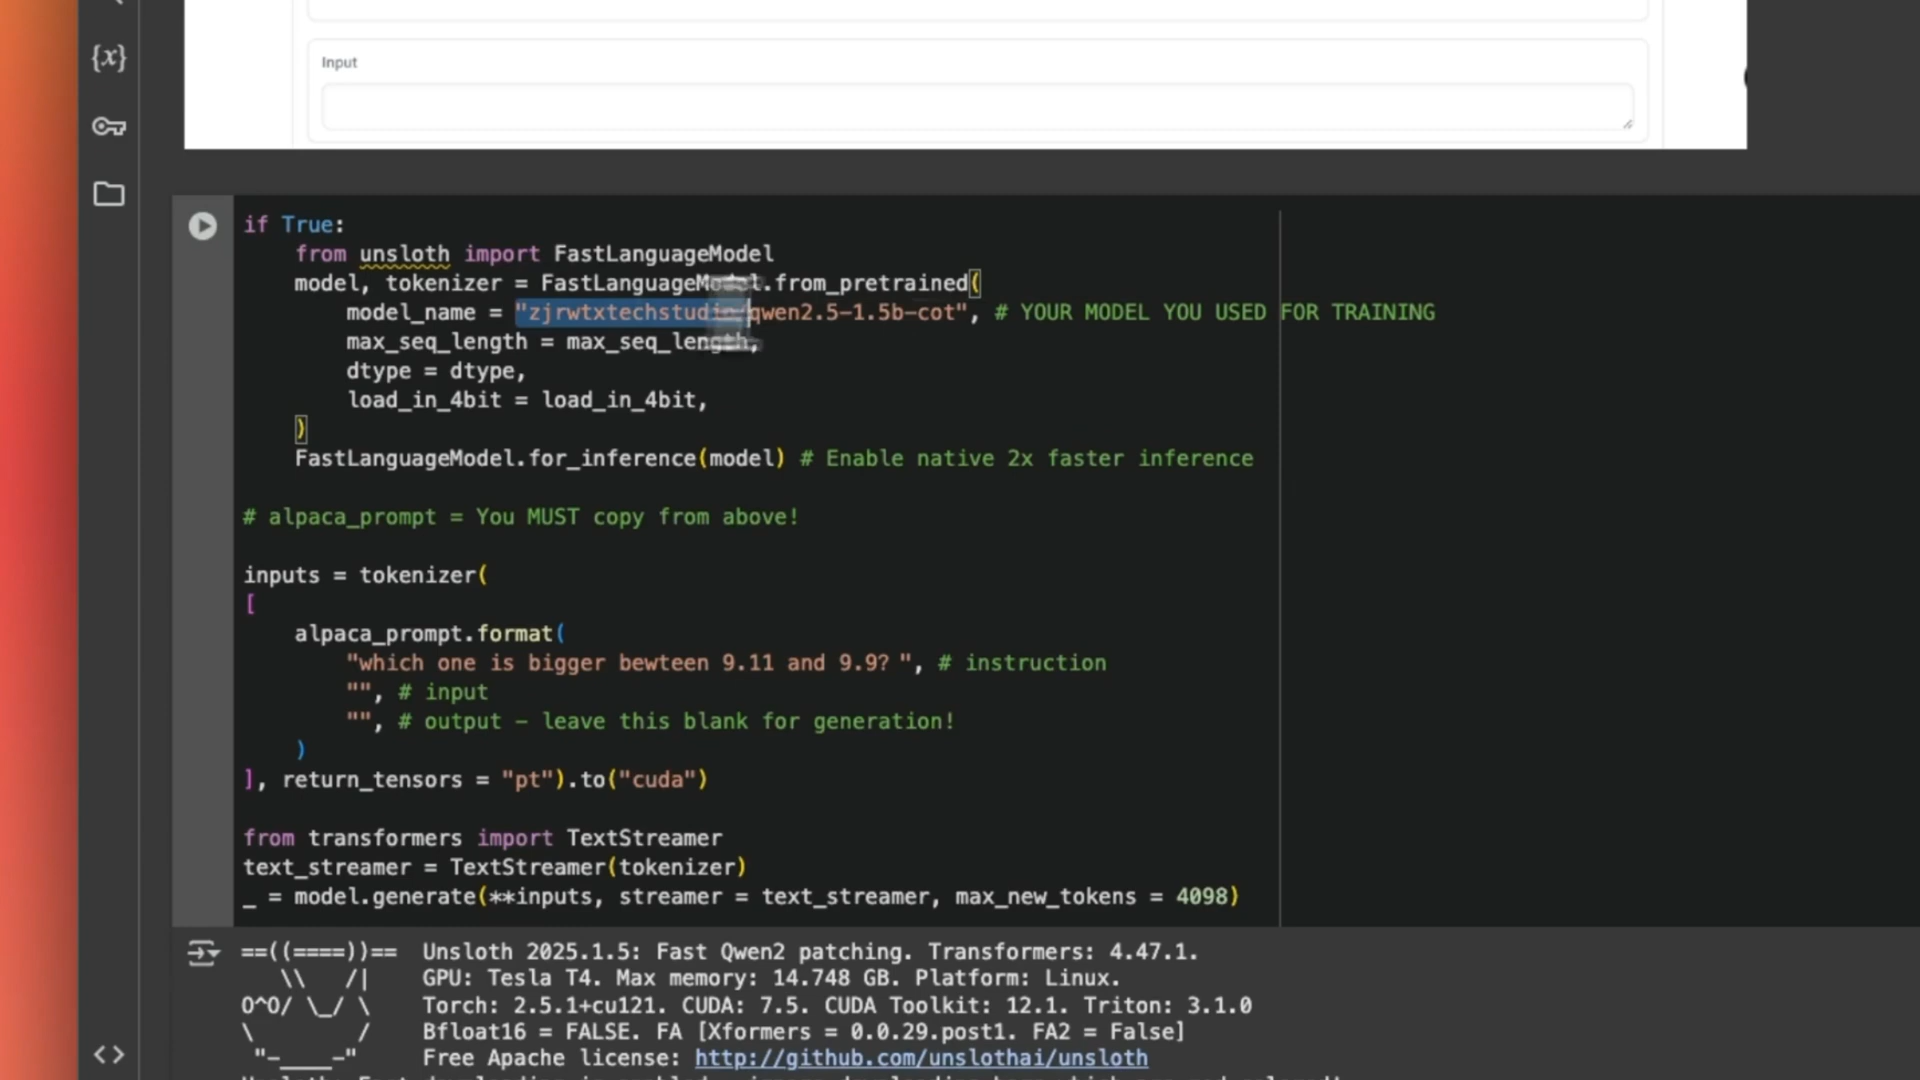 {x}
Input
if True:
from unsloth import FastLanguageModel
model, tokenizer = FastLanguageModel.from_pretrained(
model_name = "zjrwtxtechstudio/qwen2.5-1.5b-cot", # YOUR MODEL YOU USED FOR TRAINING
max_seq_length = max_seq_length,
dtype = dtype,
load_in_4bit = load_in_4bit,
)
FastLanguageModel.for_inference(model) # Enable native 2x faster inference
# alpaca_prompt = You MUST copy from above!
inputs = tokenizer(
[
alpaca_prompt.format(
"which one is bigger bewteen 9.11 and 9.9? ", # instruction
"", # input
"", # output - leave this blank for generation!
)
], return_tensors = "pt").to("cuda")
from transformers import TextStreamer
text_streamer = TextStreamer(tokenizer)
_ = model.generate(**inputs, streamer = text_streamer, max_new_tokens = 4098)
==((====))== Unsloth 2025.1.5: Fast Qwen2 patching. Transformers: 4.47.1.
\\ /| GPU: Tesla T4. Max memory: 14.748 GB. Platform: Linux.
O^O/ \_/ \ Torch: 2.5.1+cu121. CUDA: 7.5. CUDA Toolkit: 12.1. Triton: 3.1.0
\ / Bfloat16 = FALSE. FA [Xformers = 0.0.29.post1. FA2 = False]
"-____-" Free Apache license: http://github.com/unslothai/unsloth